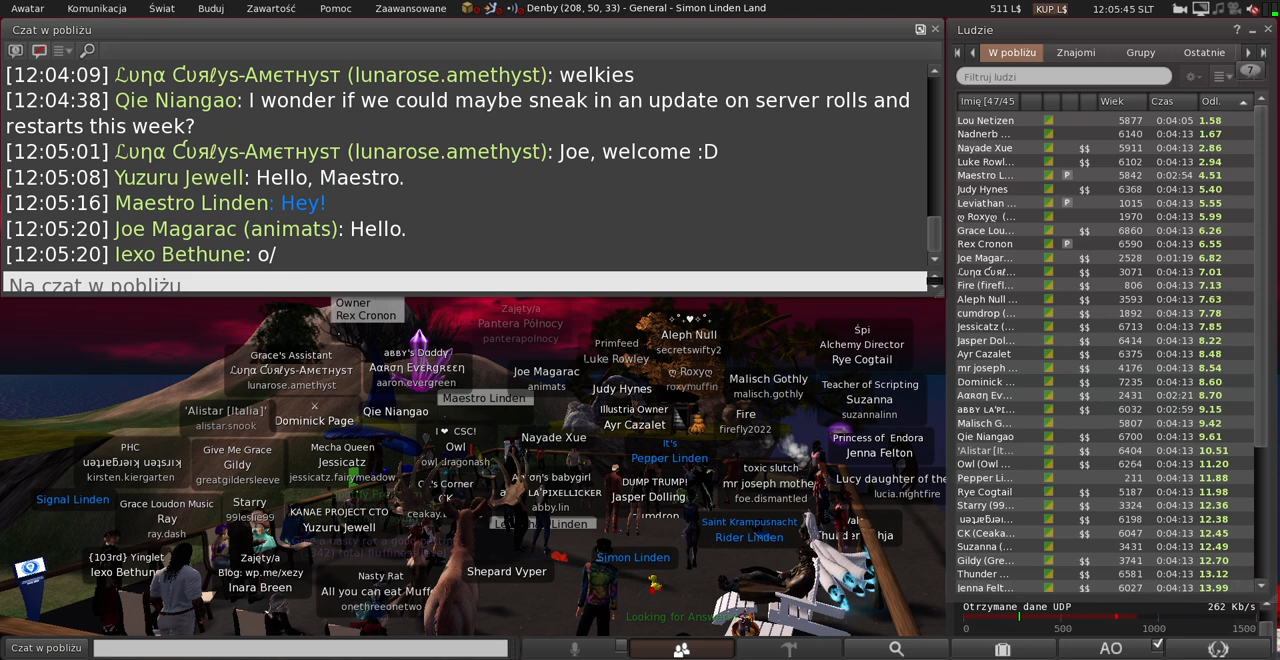 Awatar Komunikacja Świat Buduj Zawartość Pomoc Zaawansowane Denby (208, 50, 33) - General - Simon Linden Land 511 L$ KUP L$ 12:05:45 SLT
Czat w pobliżu
[12:04:09] ℒυηα Ƈυяℓуs-Aмєтнуsт (lunarose.amethyst): welkies
[12:04:38] Qie Niangao: I wonder if we could maybe sneak in an update on server rolls and
restarts this week?
[12:05:01] ℒυηα Ƈυяℓуs-Aмєтнуsт (lunarose.amethyst): Joe, welcome :D
[12:05:08] Yuzuru Jewell: Hello, Maestro.
[12:05:16] Maestro Linden: Hey!
[12:05:20] Joe Magarac (animats): Hello.
[12:05:20] Iexo Bethune: o/
Na czat w pobliżu
Ludzie
W pobliżu Znajomi Grupy Ostatnie
Filtruj ludzi
7
Imię [47/45 Wiek Czas Odl.
Lou Netizen 5877 0:04:05 1.58
Nadnerb ... 6140 0:04:13 1.67
Nayade Xue $$ 5911 0:04:13 2.86
Luke Rowl... $$ 6102 0:04:13 2.94
Maestro L... P 5842 0:02:54 4.51
Judy Hynes $$ 6368 0:04:13 5.40
Leviathan ... P 1015 0:04:13 5.55
ღ Roxyღ (... 1970 0:04:13 5.99
Grace Lou... $$ 6860 0:04:13 6.26
Rex Cronon P 6590 0:04:13 6.55
Joe Magar... $$ 2528 0:01:19 6.82
ℒυηα Ƈυяℓ... $$ 3071 0:04:13 7.01
Fire (firefl... $$ 806 0:04:13 7.13
Aleph Null ... $$ 3593 0:04:13 7.63
cumdrop (... $$ 1892 0:04:13 7.78
Jessicatz (... $$ 6713 0:04:13 7.85
Jasper Dol... $$ 6414 0:04:13 8.22
Ayr Cazalet $$ 6375 0:04:13 8.48
mr joseph ... $$ 4176 0:04:13 8.54
Dominick ... $$ 7235 0:04:13 8.60
Aαяση Eν... $$ 2431 0:02:21 8.70
ᴀʙʙʏ ʟᴀ'ᴘɪ... $$ 6032 0:02:59 9.15
Malisch G... 5807 0:04:13 9.42
Qie Niangao $$ 6700 0:04:13 9.61
'Alistar [It... $$ 6404 0:04:13 10.51
Owl (Owl ... $$ 6264 0:04:13 11.20
Pepper Li... 211 0:04:13 11.88
Rye Cogtail $$ 5187 0:04:13 11.98
Starry (99... $$ 3324 0:04:13 12.36
$$ 6198 0:04:13 12.38
CK (Ceaka... $$ 6047 0:04:13 12.45
Suzanna (... 3431 0:04:13 12.49
Gildy (Gre... $$ 3741 0:04:13 12.70
Thunder ... $$ 6581 0:04:13 13.12
Jenna Felt... $$ 6027 0:04:13 13.99
Otrzymane dane UDP 262 Kb/s
0 500 1000 1500
Owner
Rex Cronon
Zajęty/a
Pantera Północy
panterapolnocy
Primfeed
Luke Rowley
Aleph Null
secretswifty2
Śpi
Alchemy Director
Rye Cogtail
Grace's Assistant
ℒυηα Ƈυяℓуs-Aмєтнуsт
lunarose.amethyst
ᴀʙʙʏ's Dαddy
Aαяση Eνєяgяєєη
aaron.evergreen
Joe Magarac
animats
ღ Roxyღ
roxymuffin
Judy Hynes
Malisch Gothly
malisch.gothly
Teacher of Scripting
Suzanna
suzannalinn
Maestro Linden
'Alistar [Italia]'
alistar.snook
Dominick Page
Qie Niangao
Illustria Owner
Ayr Cazalet
Fire
firefly2022
PHC
kirsten.kiergarten
Give Me Grace
Gildy
greatgildersleeve
Mecha Queen
Jessicatz
jessicatz.fairymeadow
I ❤ CSC!
Owl
owl.dragonash
Nayade Xue
It's
Pepper Linden
Princess of Endora
Jenna Felton
Signal Linden
Grace Loudon Music
Ray
ray.dash
Starry
99leslie99
KANAE PROJECT CTO
Yuzuru Jewell
abby.lin
DUMP TRUMP!
Jasper Dolling
toxic slutch
mr joseph mothe
foe.dismantled
Lucy daughter of the
lucia.nightfire
Saint Krampusnacht
Rider Linden
{103rd} Yinglet
Iexo Bethune
Zajęty/a
Blog: wp.me/xezy
Inara Breen
Nasty Rat
All you can eat Muffe
onethreeonetwo
Shepard Vyper
Simon Linden
Looking for Answers
Czat w pobliżu AO